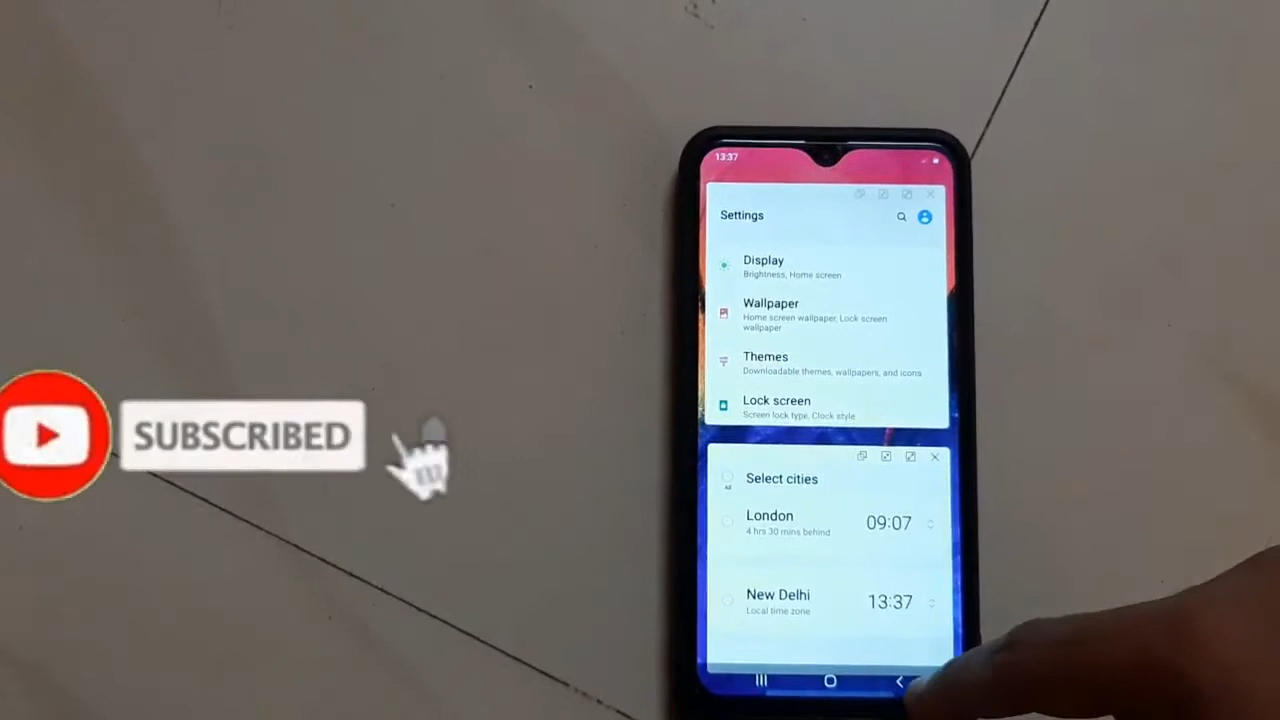 13:37
Settings
Display
Brightness, Home screen
Wallpaper
Home screen wallpaper, Lock screen
wallpaper
Themes
Downloadable themes, wallpapers, and icons
Lock screen
Screen lock type, Clock style
SUBSCRIBED
All
Select cities
London
09:07
4 hrs 30 mins behind
New Delhi
13:37
Local time zone